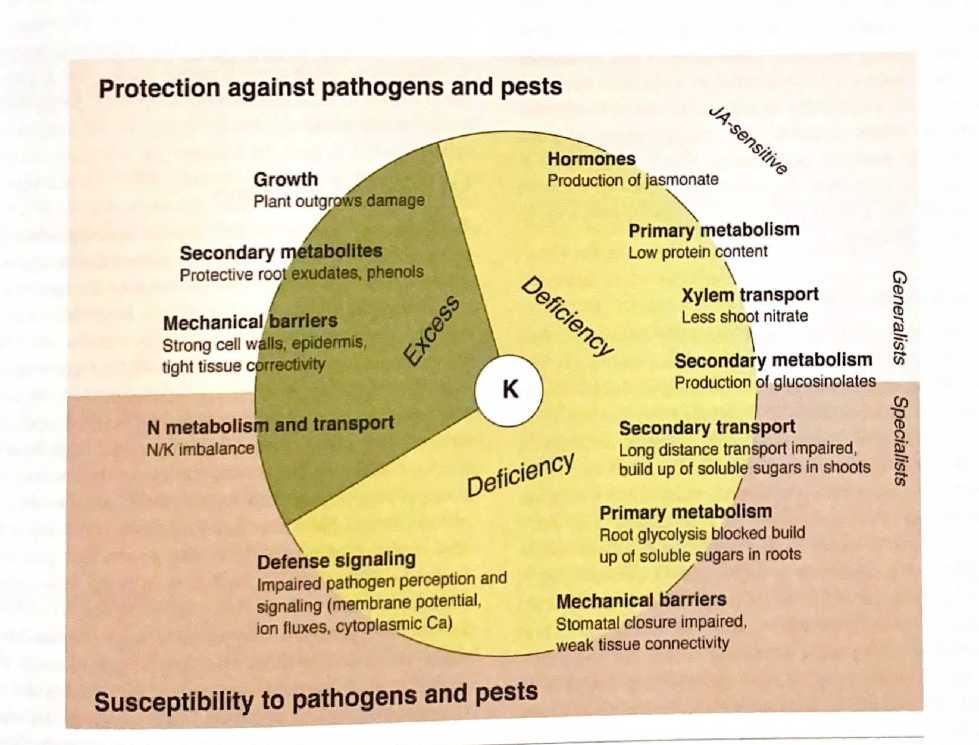 Protection against pathogens and pests
JA-sensitive
Hormones
Production of jasmonate
Growth
Plant outgrows damage
Primary metabolism
Low protein content
Secondary metabolites
Protective root exudates, phenols
Deficiency
Xylem transport
Less shoot nitrate
Generalists
Mechanical barriers
Strong cell walls, epidermis,
tight tissue correctivity
Excess
Secondary metabolism
Production of glucosinolates
K
N metabolism and transport
N/K imbalance
Specialists
Secondary transport
Long distance transport impaired,
build up of soluble sugars in shoots
Deficiency
Primary metabolism
Root glycolysis blocked build
up of soluble sugars in roots
Defense signaling
Impaired pathogen perception and
signaling (membrane potential,
ion fluxes, cytoplasmic Ca)
Mechanical barriers
Stomatal closure impaired,
weak tissue connectivity
Susceptibility to pathogens and pests